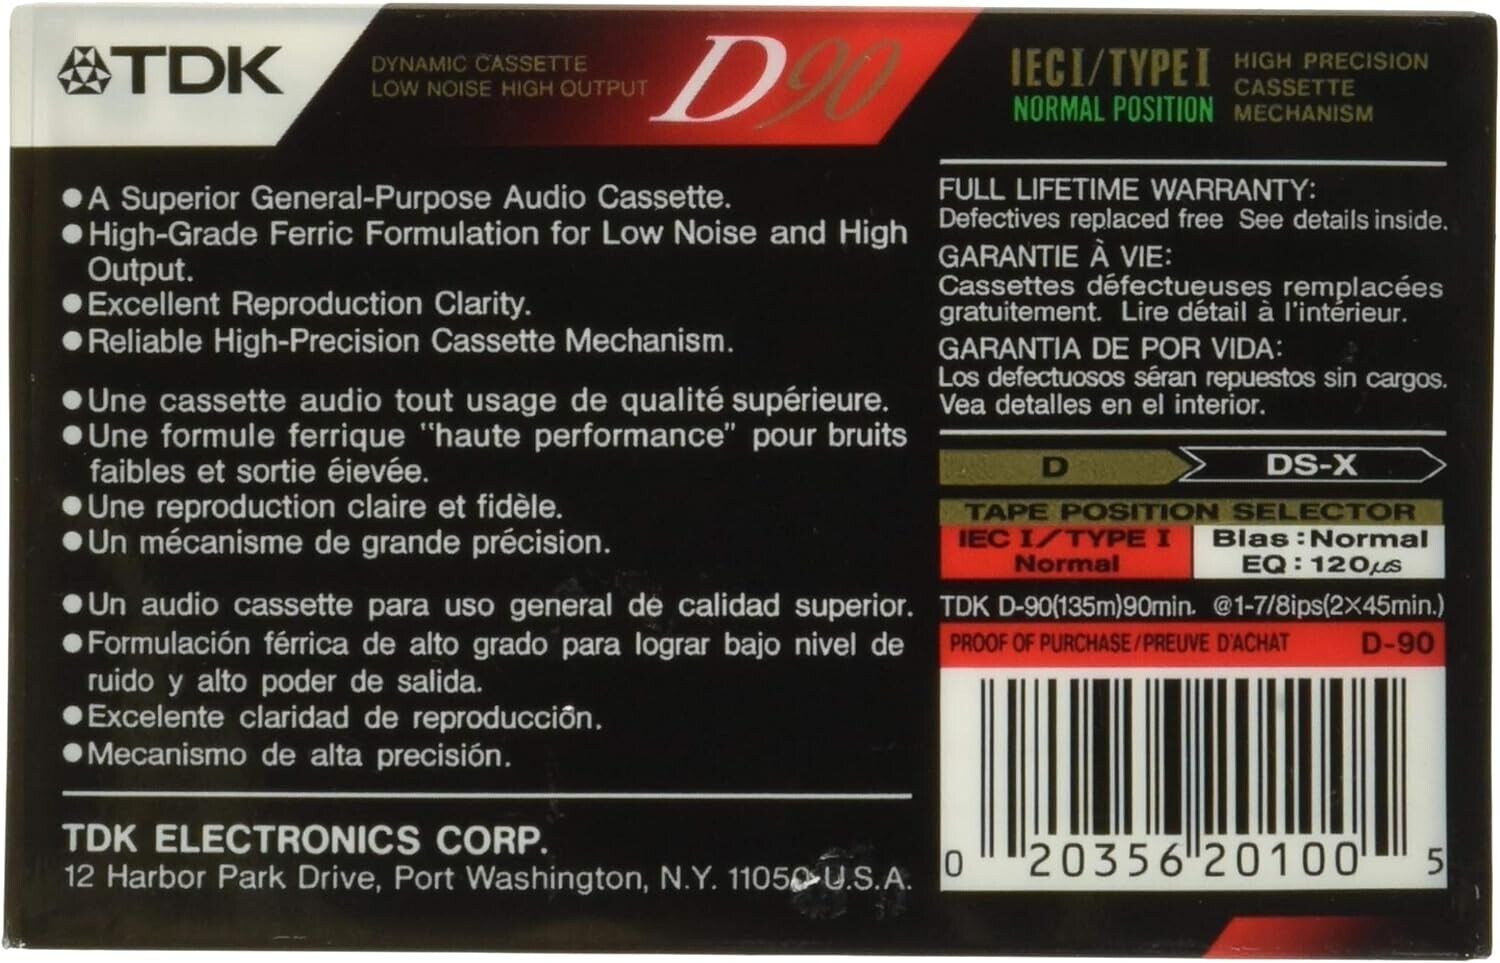 TDK
DYNAMIC CASSETTE
LOW NOISE HIGH OUTPUT
D90
IEC I/TYPE I
NORMAL POSITION
HIGH PRECISION
CASSETTE
MECHANISM
●A Superior General-Purpose Audio Cassette.
●High-Grade Ferric Formulation for Low Noise and High
Output.
●Excellent Reproduction Clarity.
●Reliable High-Precision Cassette Mechanism.
●Une cassette audio tout usage de qualité supérieure.
●Une formule ferrique "haute performance" pour bruits
faibles et sortie éievée.
●Une reproduction claire et fidèle.
●Un mécanisme de grande précision.
●Un audio cassette para uso general de calidad superior.
●Formulación férrica de alto grado para lograr bajo nivel de
ruido y alto poder de salida.
●Excelente claridad de reproducción.
●Mecanismo de alta precisión.
TDK ELECTRONICS CORP.
12 Harbor Park Drive, Port Washington, N.Y. 11050 U.S.A.
FULL LIFETIME WARRANTY:
Defectives replaced free See details inside.
GARANTIE À VIE:
Cassettes défectueuses remplacées
gratuitement. Lire détail à l'intérieur.
GARANTIA DE POR VIDA:
Los defectuosos séran repuestos sin cargos.
Vea detalles en el interior.
D
DS-X
TAPE POSITION SELECTOR
IEC I/TYPE I
Normal
Bias:Normal
EQ:120μs
TDK D-90(135m)90min. @1-7/8ips(2×45min.)
PROOF OF PURCHASE/PREUVE D'ACHAT D-90
0 20356 20100 5